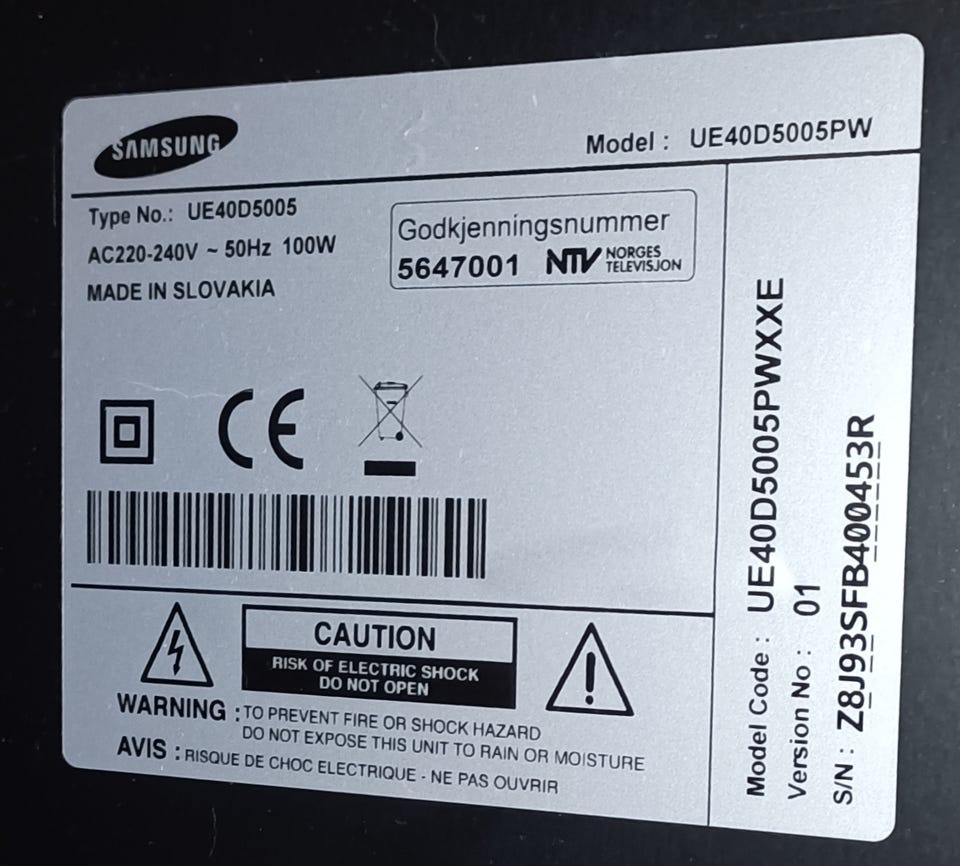 SAMSUNG
Model : UE40D5005PW
Type No.: UE40D5005
AC220-240V ~ 50Hz 100W
MADE IN SLOVAKIA
Godkjenningsnummer
5647001 NTV NORGES
TELEVISJON
CE
CAUTION
RISK OF ELECTRIC SHOCK
DO NOT OPEN
WARNING : TO PREVENT FIRE OR SHOCK HAZARD
DO NOT EXPOSE THIS UNIT TO RAIN OR MOISTURE
AVIS : RISQUE DE CHOC ELECTRIQUE - NE PAS OUVRIR
Model Code : UE40D5005PWXXE
Version No : 01
S/N : Z8J93SFB400453R